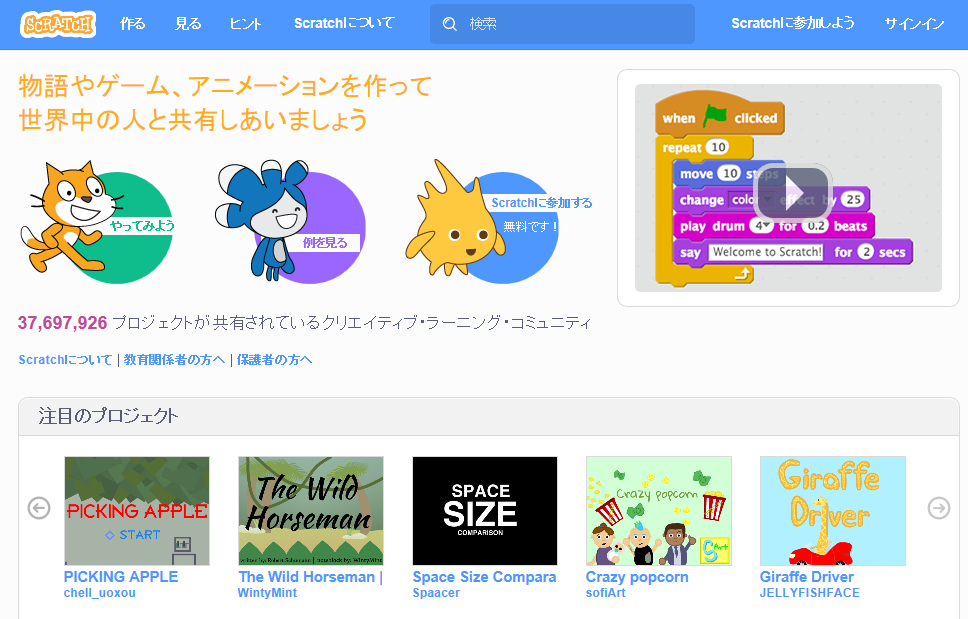 SCRATCH 作る 見る ヒント Scratchについて 検索 Scratchに参加しよう サインイン
物語やゲーム、アニメーションを作って
世界中の人と共有しあいましょう
やってみよう
例を見る
Scratchに参加する
無料です!
when clicked
repeat 10
move 10 steps
change color effect by 25
play drum 4 for 0.2 beats
say Welcome to Scratch! for 2 secs
37,697,926 プロジェクトが共有されているクリエイティブ・ラーニング・コミュニティ
Scratchについて | 教育関係者の方へ | 保護者の方へ
注目のプロジェクト
PICKING APPLE
START
The Wild
Horseman
written by: Robert Schumann | noteblock by: WintyMint
SPACE
SIZE
COMPARISON
Crazy popcorn
S Art
Giraffe
Driver
PICKING APPLE The Wild Horseman | Space Size Compara Crazy popcorn Giraffe Driver
chell_uoxou WintyMint Spaacer sofiArt JELLYFISHFACE